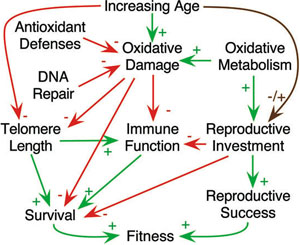 Increasing Age
Antioxidant
Defenses
-
+
Oxidative
Damage
+
Oxidative
Metabolism
DNA
Repair
-
-
-
+
-/+
-
Telomere
Length
+
Immune
Function
-
Reproductive
Investment
+
-
+
-
+
Reproductive
Success
Survival
+
Fitness
+